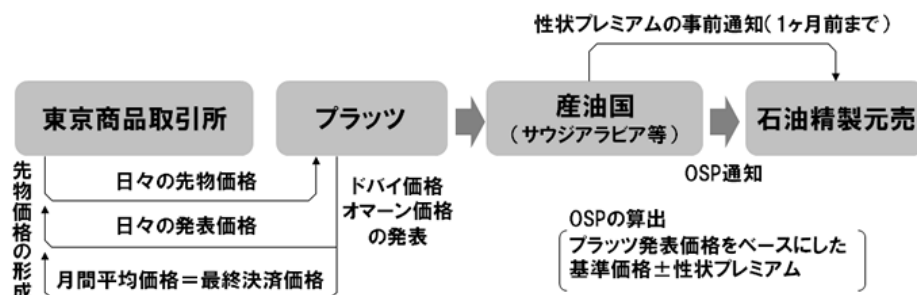 性状プレミアムの事前通知(1ヶ月前まで)
東京商品取引所
プラッツ
産油国
(サウジアラビア等)
石油精製元売
OSP通知
先物価格の形成
日々の先物価格
日々の発表価格
月間平均価格＝最終決済価格
ドバイ価格
オマーン価格
の発表
OSPの算出
プラッツ発表価格をベースにした
基準価格±性状プレミアム